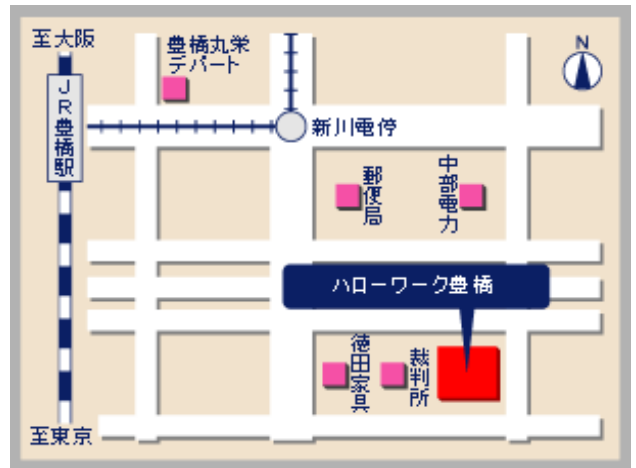 至大阪
豊橋丸栄
デパート
N
JR豊橋駅
新川電停
郵便局
中部電力
ハローワーク豊橋
徳田家具
裁判所
至東京